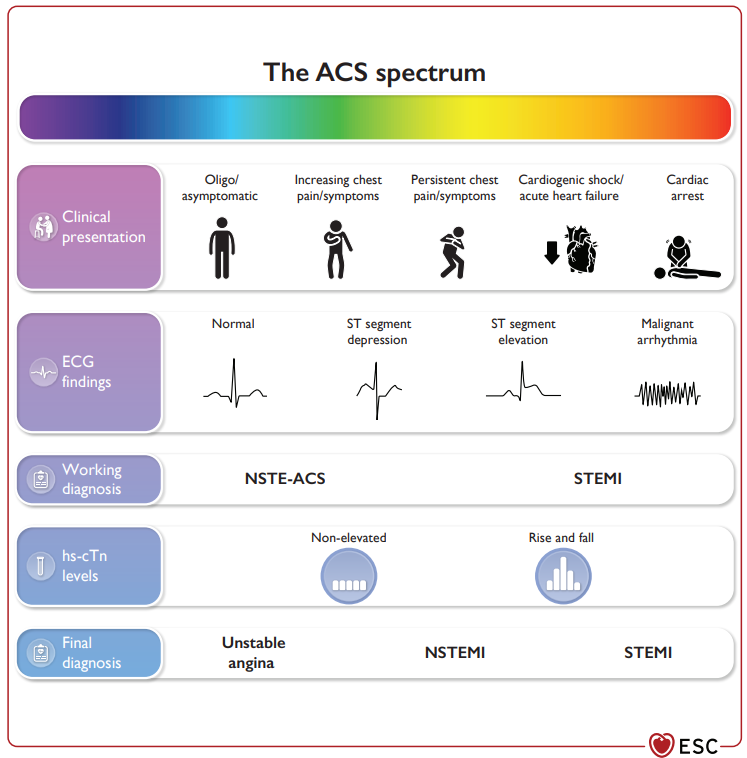 The ACS spectrum
Clinical
presentation
Oligo/
asymptomatic
Increasing chest
pain/symptoms
Persistent chest
pain/symptoms
Cardiogenic shock/
acute heart failure
Cardiac
arrest
ECG
findings
Normal
ST segment
depression
ST segment
elevation
Malignant
arrhythmia
Working
diagnosis
NSTE-ACS
STEMI
hs-cTn
levels
Non-elevated
Rise and fall
Final
diagnosis
Unstable
angina
NSTEMI
STEMI
ESC